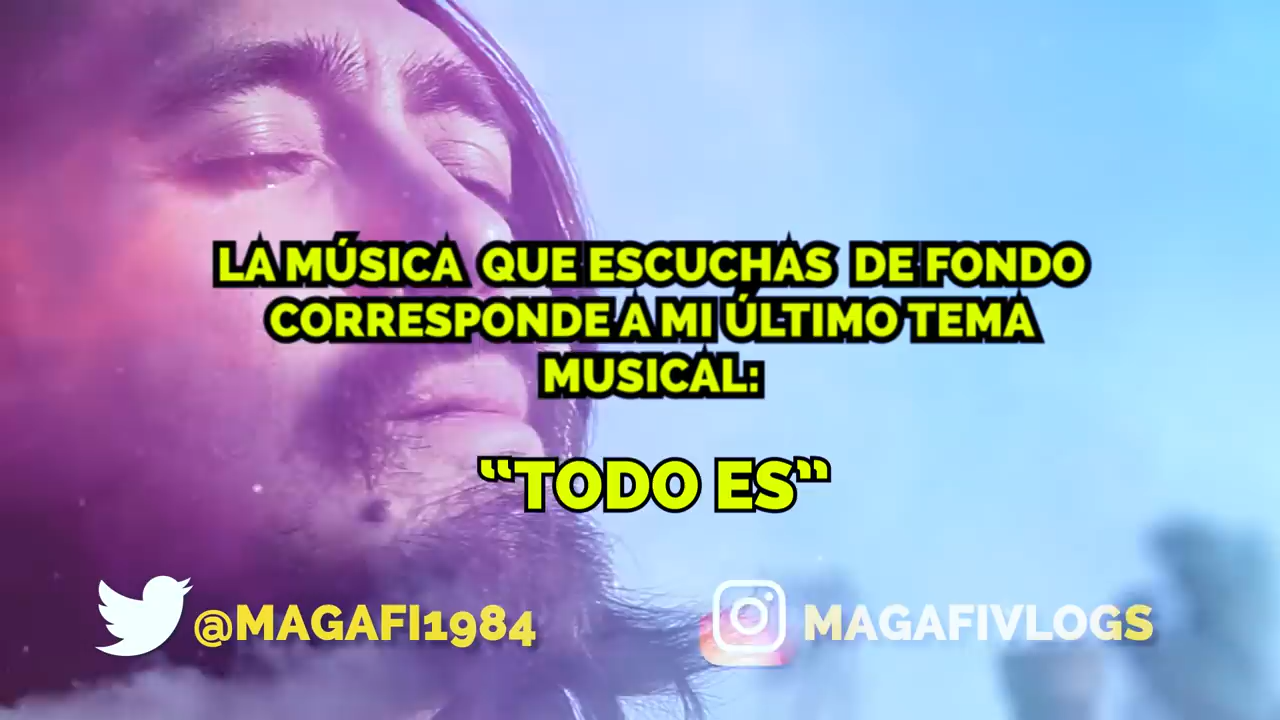 LA MÚSICA QUE ESCUCHAS DE FONDO
CORRESPONDE A MI ÚLTIMO TEMA
MUSICAL:
“TODO ES“
@MAGAFI1984
MAGAFIVLOGS